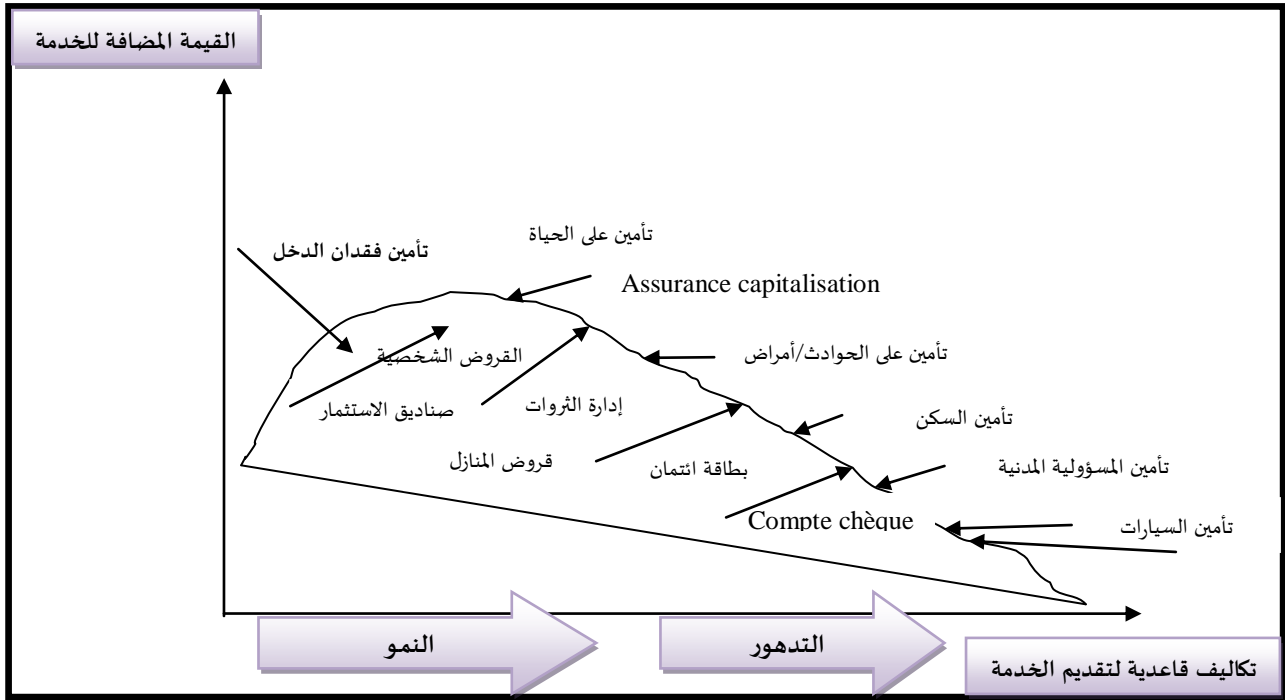 القيمة المضافة للخدمة
تأمين على الحياة
تأمين فقدان الدخل
Assurance capitalisation
تأمين على الحوادث/أمراض
القروض الشخصية
صناديق الاستثمار
إدارة الثروات
تأمين السكن
قروض المنازل
بطاقة ائتمان
تأمين المسؤولية المدنية
Compte chèque
تأمين السيارات
النمو
التدهور
تكاليف قاعدية لتقديم الخدمة